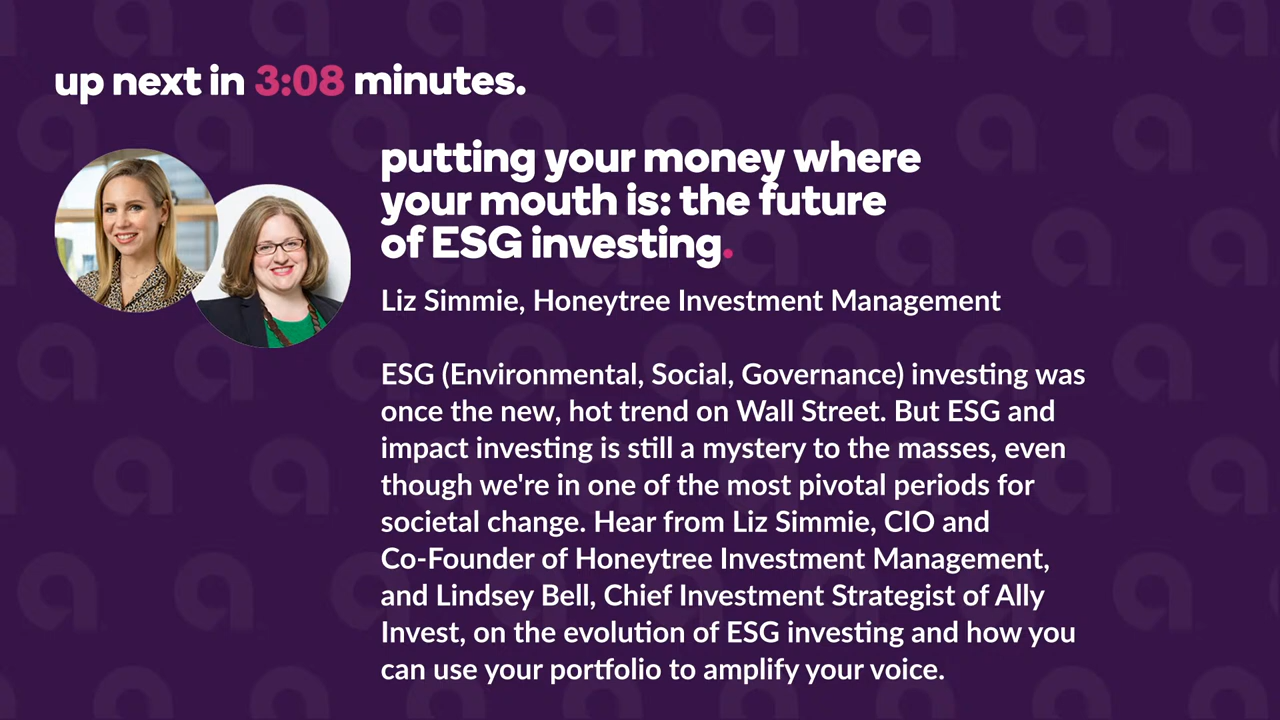 up next in 3:08 minutes.
putting your money where
your mouth is: the future
of ESG investing.
Liz Simmie, Honeytree Investment Management
ESG (Environmental, Social, Governance) investing was
once the new, hot trend on Wall Street. But ESG and
impact investing is still a mystery to the masses, even
though we're in one of the most pivotal periods for
societal change. Hear from Liz Simmie, CIO and
Co-Founder of Honeytree Investment Management,
and Lindsey Bell, Chief Investment Strategist of Ally
Invest, on the evolution of ESG investing and how you
can use your portfolio to amplify your voice.